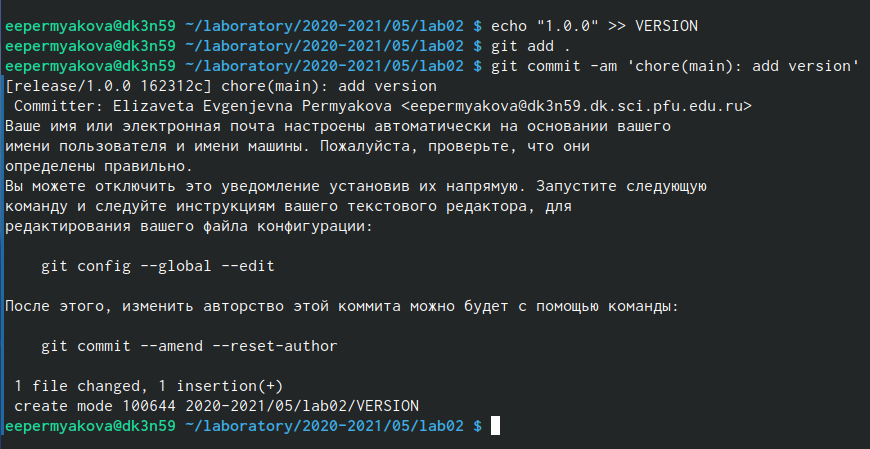 eepermyakova@dk3n59 ~/laboratory/2020-2021/05/lab02 $ echo "1.0.0" >> VERSION
eepermyakova@dk3n59 ~/laboratory/2020-2021/05/lab02 $ git add .
eepermyakova@dk3n59 ~/laboratory/2020-2021/05/lab02 $ git commit -am 'chore(main): add version'
[release/1.0.0 162312c] chore(main): add version
 Committer: Elizaveta Evgenjevna Permyakova <eepermyakova@dk3n59.dk.sci.pfu.edu.ru>
Ваше имя или электронная почта настроены автоматически на основании вашего
имени пользователя и имени машины. Пожалуйста, проверьте, что они
определены правильно.
Вы можете отключить это уведомление установив их напрямую. Запустите следующую
команду и следуйте инструкциям вашего текстового редактора, для
редактирования вашего файла конфигурации:
    git config --global --edit
После этого, изменить авторство этой коммита можно будет с помощью команды:
    git commit --amend --reset-author
 1 file changed, 1 insertion(+)
 create mode 100644 2020-2021/05/lab02/VERSION
eepermyakova@dk3n59 ~/laboratory/2020-2021/05/lab02 $